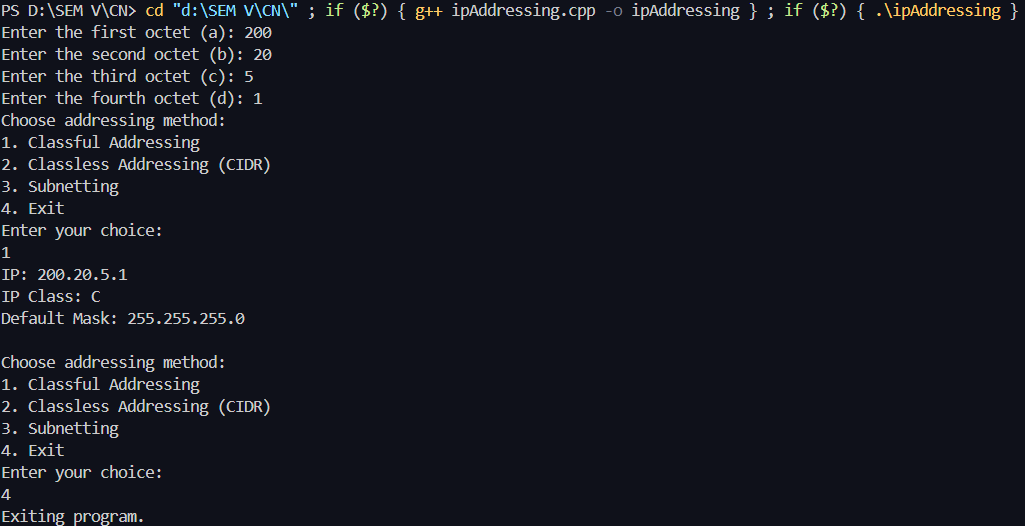 PS D:\SEM V\CN> cd "d:\SEM V\CN\" ; if ($?) { g++ ipAddressing.cpp -o ipAddressing } ; if ($?) { .\ipAddressing }
Enter the first octet (a): 200
Enter the second octet (b): 20
Enter the third octet (c): 5
Enter the fourth octet (d): 1
Choose addressing method:
1. Classful Addressing
2. Classless Addressing (CIDR)
3. Subnetting
4. Exit
Enter your choice:
1
IP: 200.20.5.1
IP Class: C
Default Mask: 255.255.255.0

Choose addressing method:
1. Classful Addressing
2. Classless Addressing (CIDR)
3. Subnetting
4. Exit
Enter your choice:
4
Exiting program.